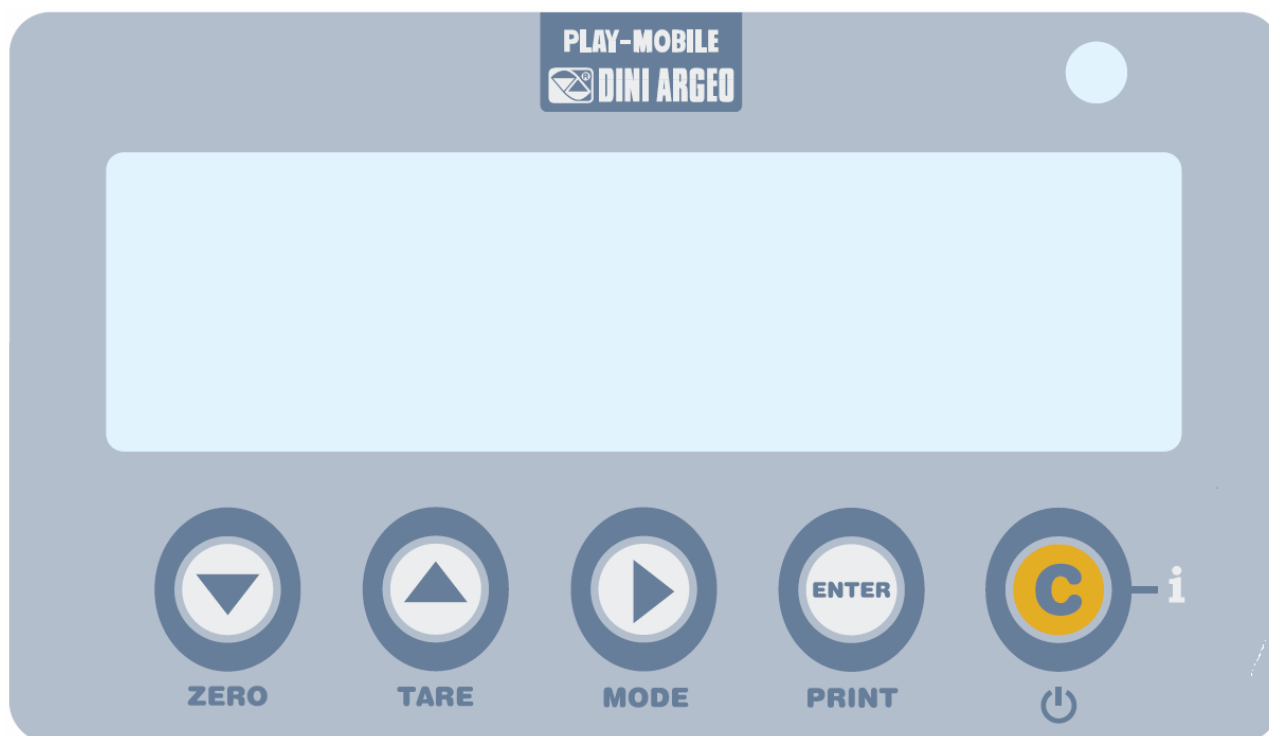 PLAY-MOBILE
DINI ARGEO
ENTER
C
i
ZERO
TARE
MODE
PRINT